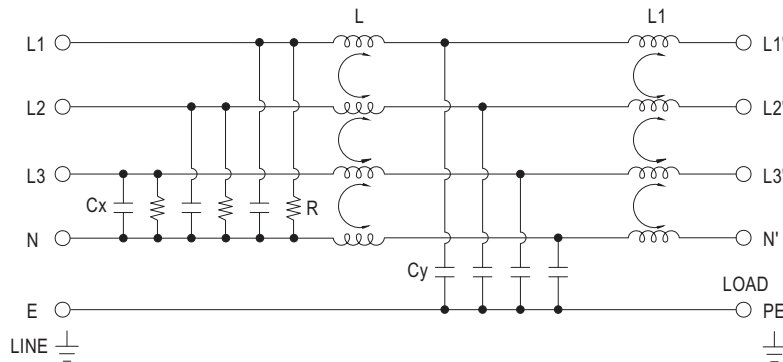 L L1
L1 L1'
L2 L2'
L3 L3'
Cx R
N N'
Cy LOAD
E PE
LINE